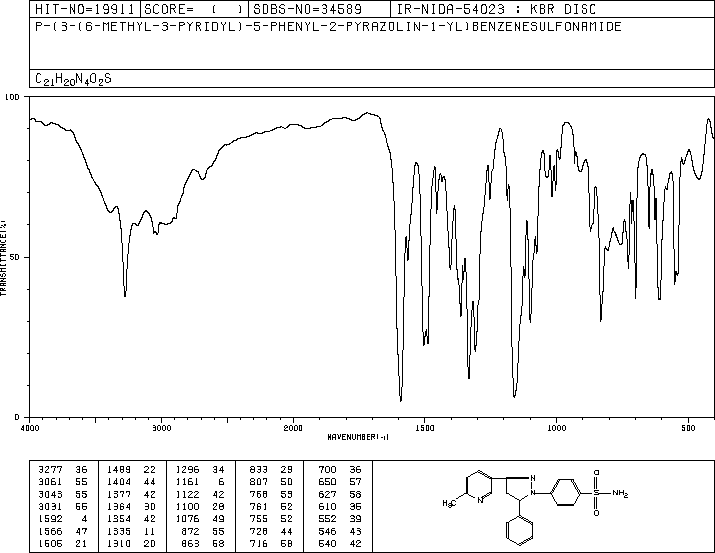 HIT-NO=19911 SCORE= ( ) SDBS-NO=34589 IR-NIDA-54023 : KBR DISC
P-(3-(6-METHYL-3-PYRIDYL)-5-PHENYL-2-PYRAZOLIN-1-YL)BENZENESULFONAMIDE
C21H20N4O2S
100
50
0
TRANSMITTANCE(%)
4000 3000 2000 1500 1000 500
WAVENUMBER(-1)
3277 36 1489 22 1296 34 833 29 700 36
3061 55 1404 44 1161 6 807 50 650 57
3043 55 1377 42 1122 42 768 53 627 58
3031 55 1364 30 1100 28 761 52 610 35
1592 4 1354 42 1076 49 755 52 552 39
1566 47 1335 11 872 55 728 44 546 43
1505 21 1310 20 863 58 716 58 540 42
N
N
N
H3C
O
S
NH2
O